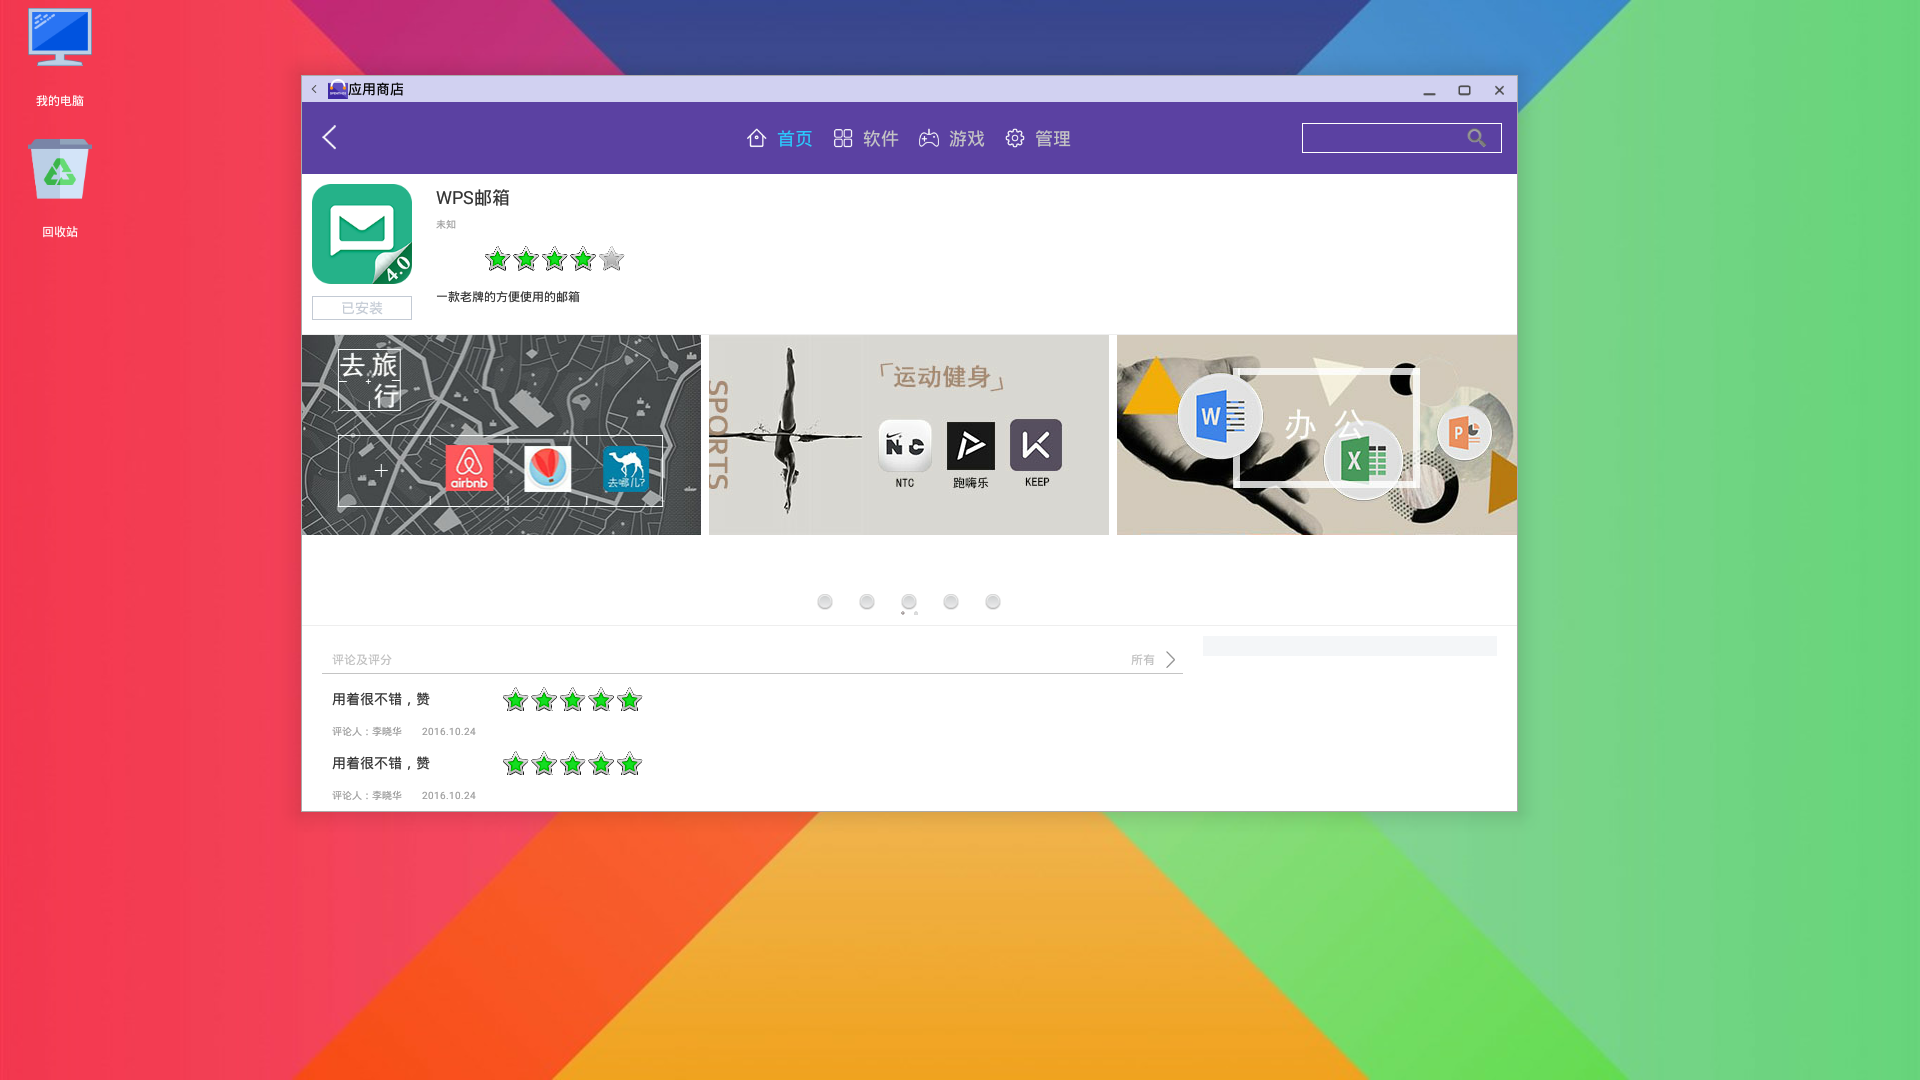 我的电脑
回收站
应用商店
首页 软件 游戏 管理
WPS邮箱
未知
4.0
已安装
一款老牌的方便使用的邮箱
去旅行
airbnb
去哪儿?
SPORTS
「运动健身」
NTC
NTC 跑嗨乐 KEEP
办公
W
X
P
评论及评分 所有
用着很不错，赞
评论人：李晓华 2016.10.24
用着很不错，赞
评论人：李晓华 2016.10.24